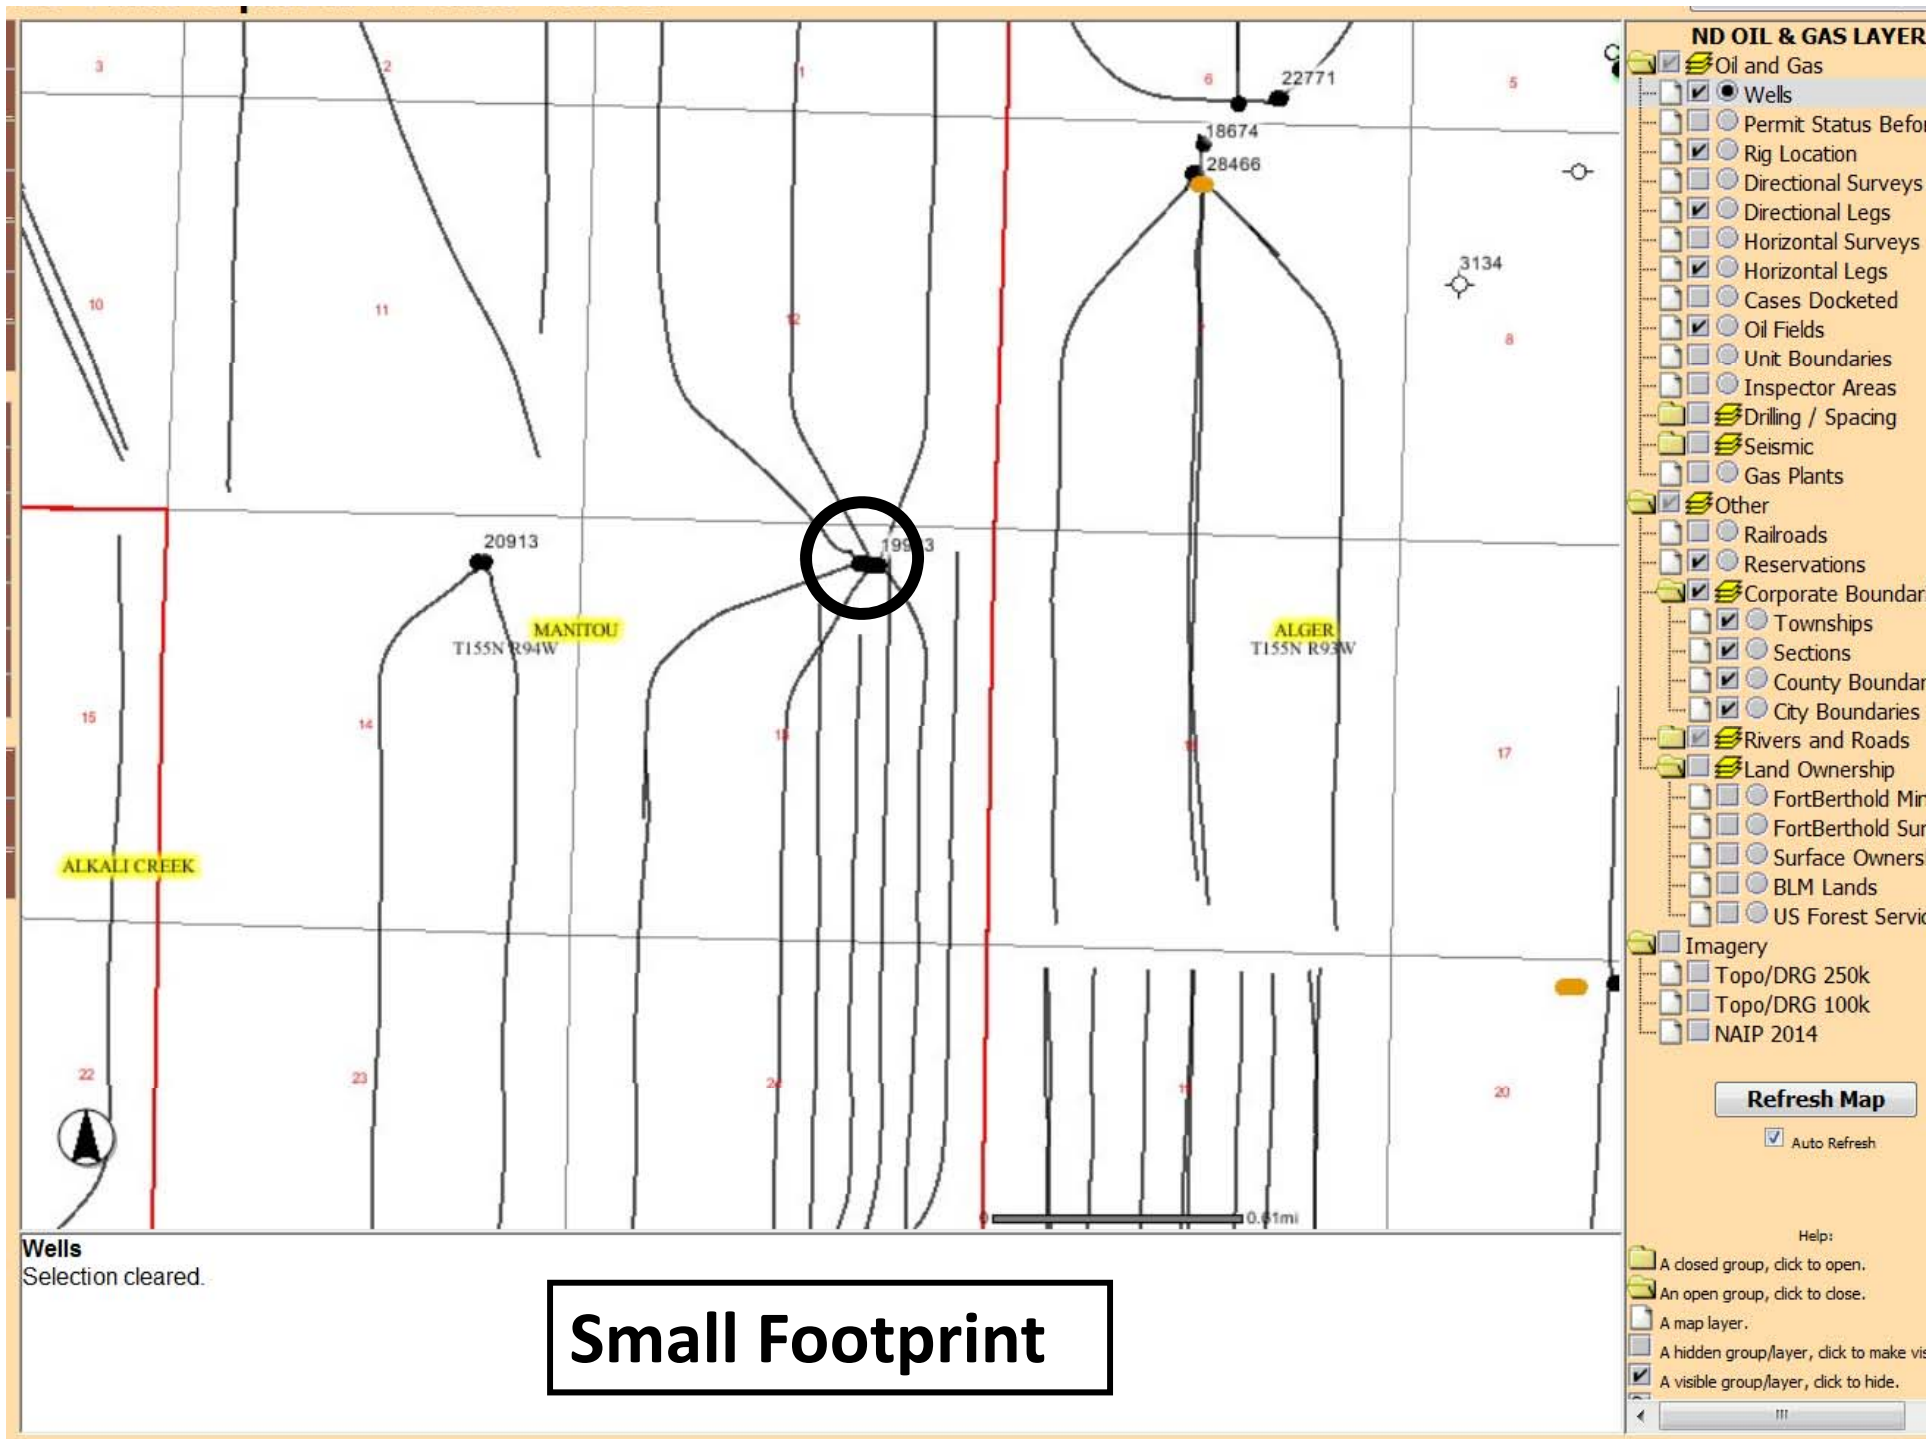 3
2
1
6
5
22771
18674
28466
3134
10
11
12
8
20913
MANITOU
T155N R94W
ALGER
T155N R93W
15
14
13
18
17
ALKALI CREEK
22
23
24
19
20
0
0.61mi
Wells
Selection cleared.
Small Footprint
ND OIL & GAS LAYER
Oil and Gas
Wells
Permit Status Befor
Rig Location
Directional Surveys
Directional Legs
Horizontal Surveys
Horizontal Legs
Cases Docketed
Oil Fields
Unit Boundaries
Inspector Areas
Drilling / Spacing
Seismic
Gas Plants
Other
Railroads
Reservations
Corporate Boundar
Townships
Sections
County Boundar
City Boundaries
Rivers and Roads
Land Ownership
FortBerthold Min
FortBerthold Sur
Surface Owners
BLM Lands
US Forest Servic
Imagery
Topo/DRG 250k
Topo/DRG 100k
NAIP 2014
Refresh Map
Auto Refresh
Help:
A closed group, click to open.
An open group, click to close.
A map layer.
A hidden group/layer, click to make vis
A visible group/layer, click to hide.